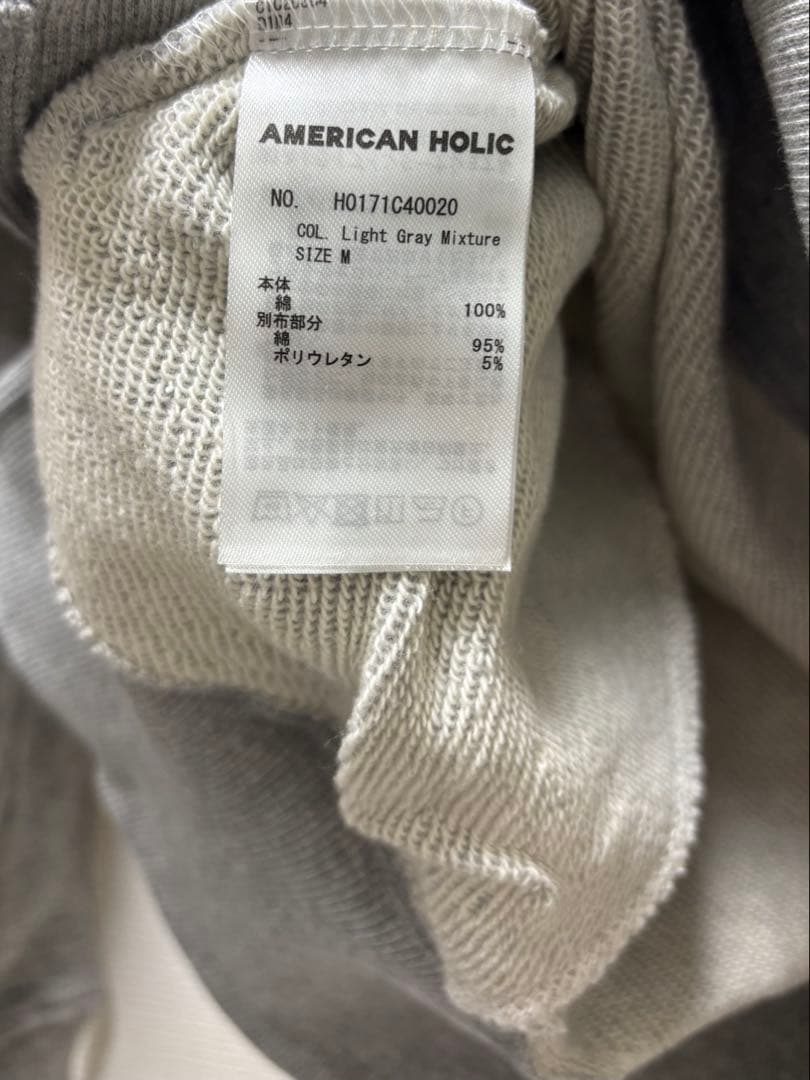 AMERICAN HOLIC
NO. H0171C40020
COL. Light Gray Mixture
SIZE M
本体
綿 100%
別布部分
綿 95%
ポリウレタン 5%